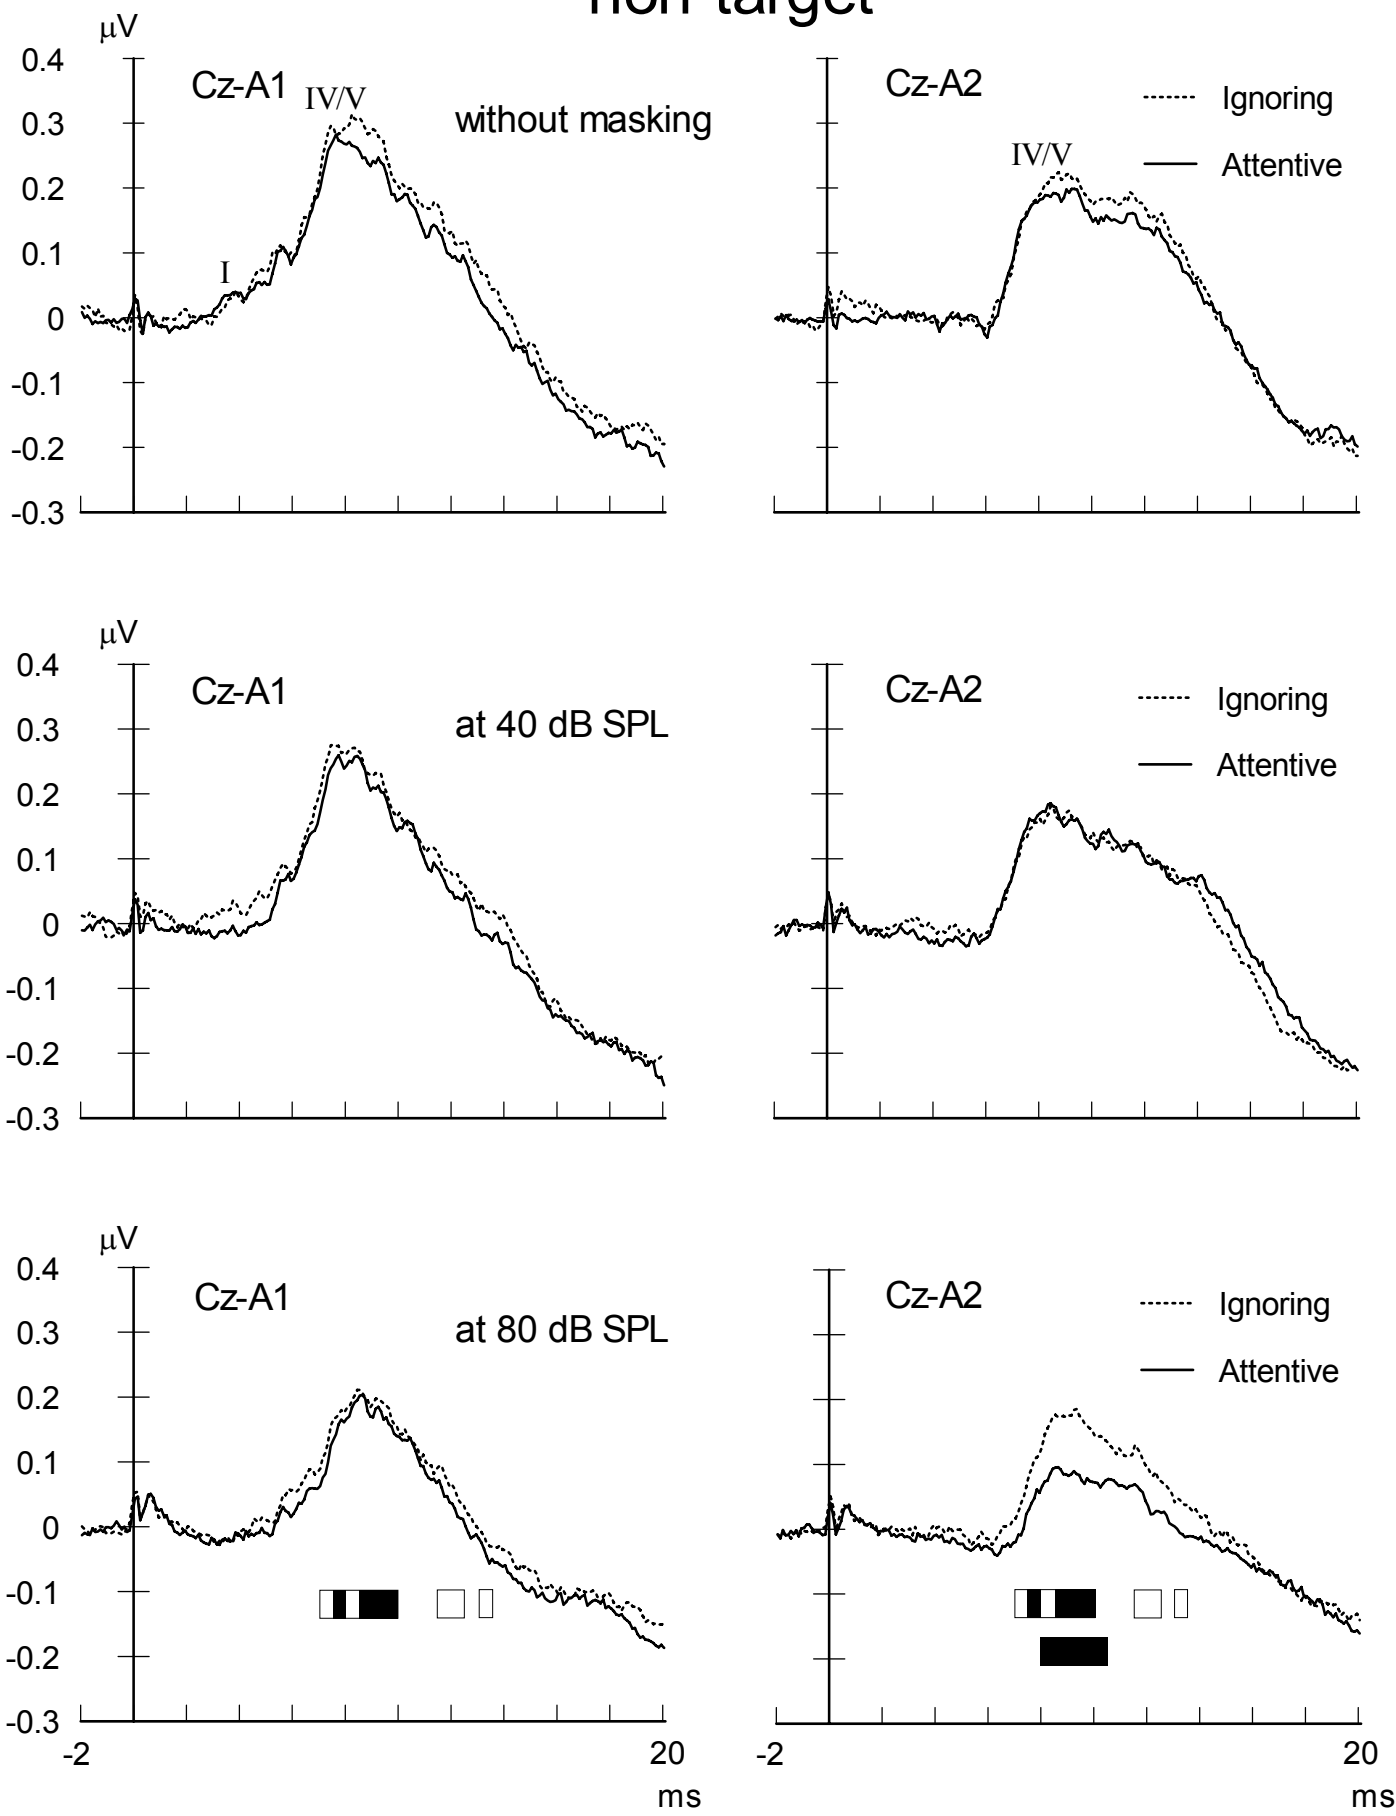 non-target
μV
0.4
0.3
0.2
0.1
0
-0.1
-0.2
-0.3
Cz-A1
IV/V
I
without masking
Cz-A2
IV/V
Ignoring
Attentive
μV
0.4
0.3
0.2
0.1
0
-0.1
-0.2
-0.3
Cz-A1
at 40 dB SPL
Cz-A2
Ignoring
Attentive
μV
0.4
0.3
0.2
0.1
0
-0.1
-0.2
-0.3
Cz-A1
at 80 dB SPL
Cz-A2
Ignoring
Attentive
-2
20
ms
-2
20
ms